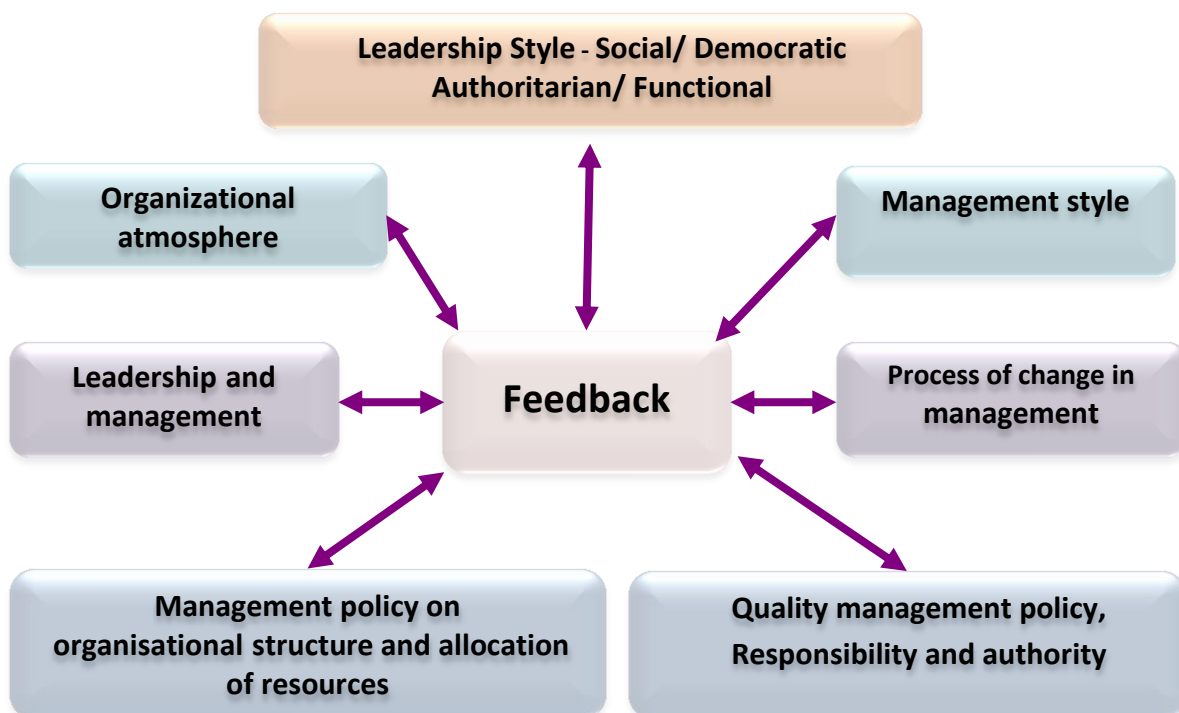 Leadership Style - Social/ Democratic
Authoritarian/ Functional
Organizational
atmosphere
Management style
Leadership and
management
Feedback
Process of change in
management
Management policy on
organisational structure and allocation
of resources
Quality management policy,
Responsibility and authority